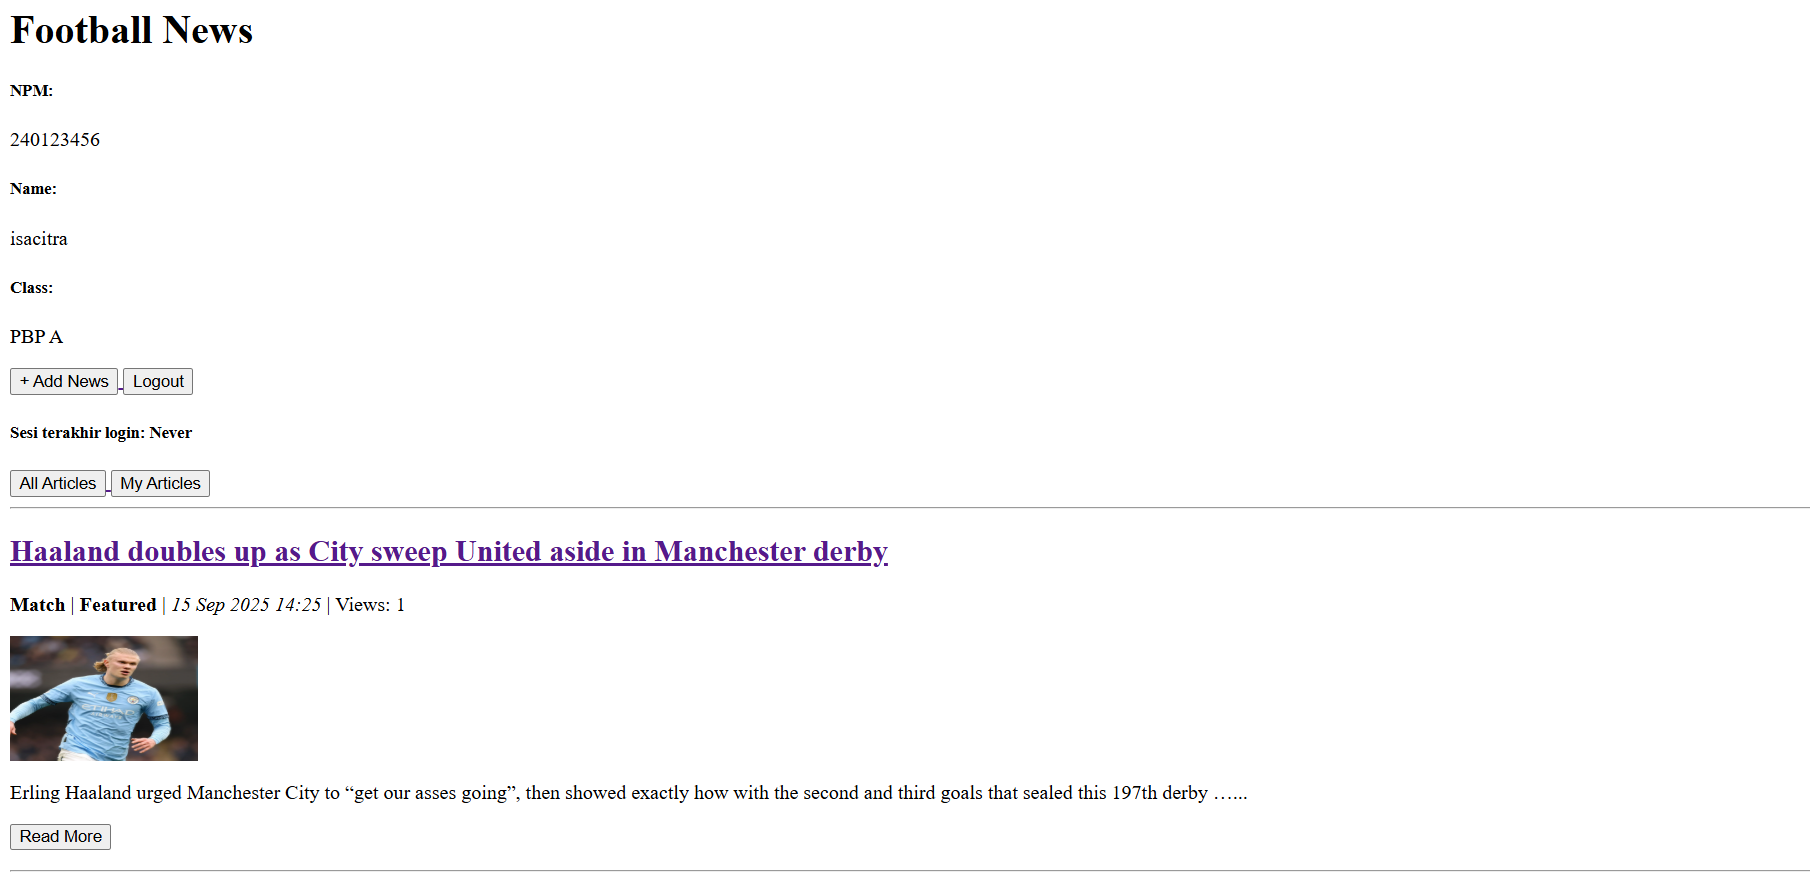 Football News
NPM:
240123456
Name:
isacitra
Class:
PBP A
+ Add News Logout
Sesi terakhir login: Never
All Articles My Articles
Haaland doubles up as City sweep United aside in Manchester derby
Match | Featured | 15 Sep 2025 14:25 | Views: 1
Erling Haaland urged Manchester City to “get our asses going”, then showed exactly how with the second and third goals that sealed this 197th derby …...
Read More